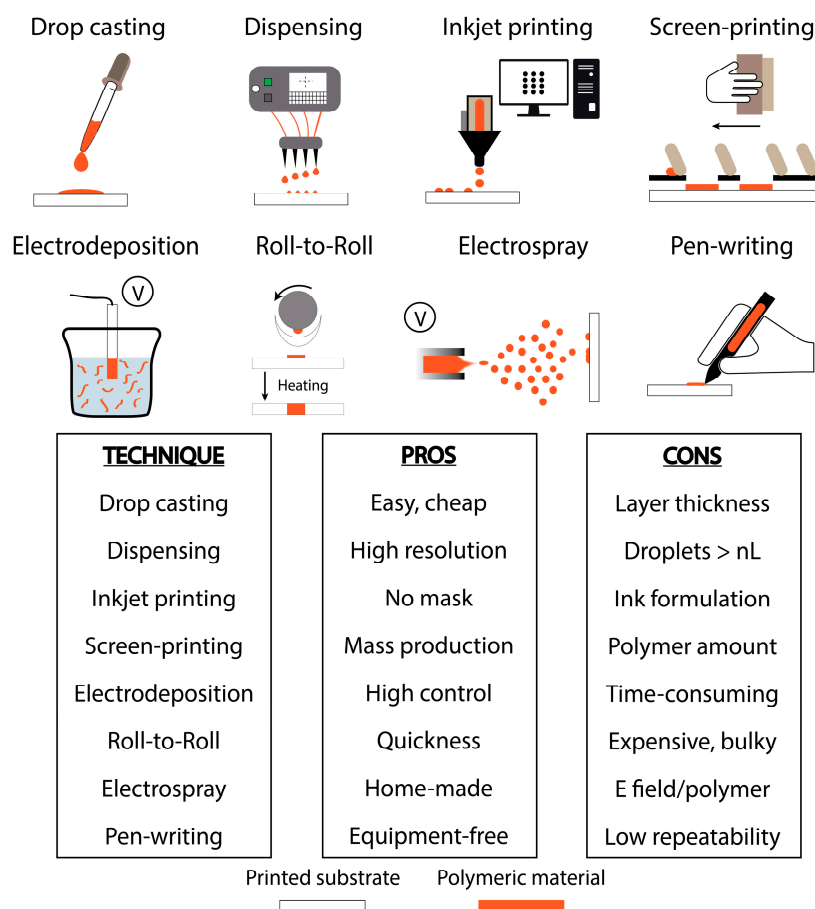 Drop casting
Dispensing
Inkjet printing
Screen-printing
Electrodeposition
Roll-to-Roll
Electrospray
Pen-writing
V
Heating
V
TECHNIQUE
Drop casting
Dispensing
Inkjet printing
Screen-printing
Electrodeposition
Roll-to-Roll
Electrospray
Pen-writing
PROS
Easy, cheap
High resolution
No mask
Mass production
High control
Quickness
Home-made
Equipment-free
CONS
Layer thickness
Droplets > nL
Ink formulation
Polymer amount
Time-consuming
Expensive, bulky
E field/polymer
Low repeatability
Printed substrate
Polymeric material